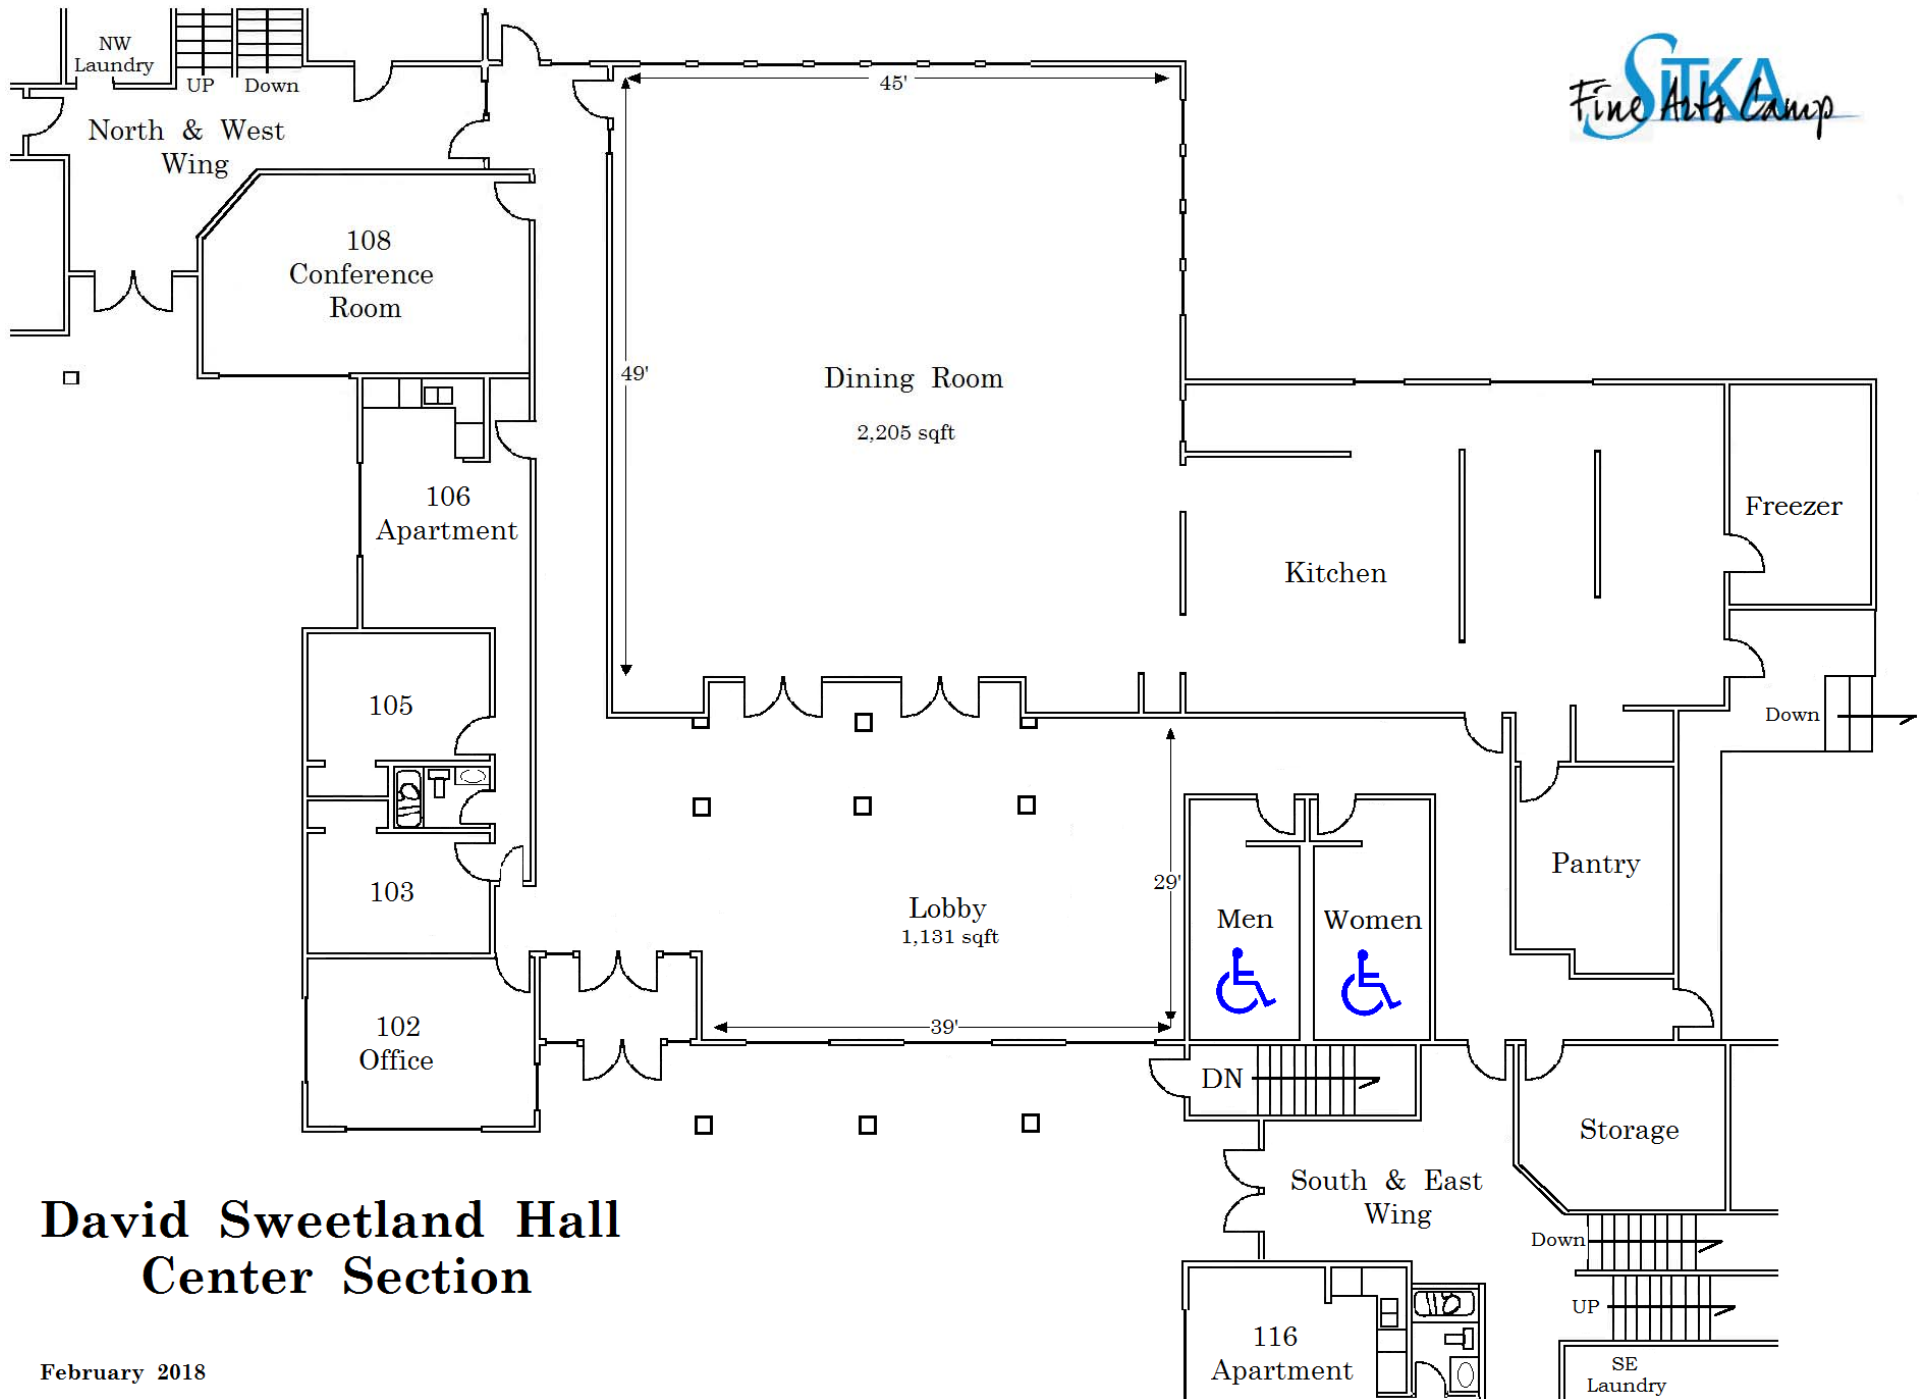 NW
Laundry
UP
Down
45'
SiTKA
Fine Arts Camp
North & West
Wing
108
Conference
Room
49'
Dining Room
2,205 sqft
106
Apartment
Freezer
Kitchen
105
Down
Pantry
103
29'
Lobby
1,131 sqft
Men
Women
102
Office
39'
DN
Storage
South & East
Wing
David Sweetland Hall
Center Section
Down
UP
116
Apartment
SE
Laundry
February 2018